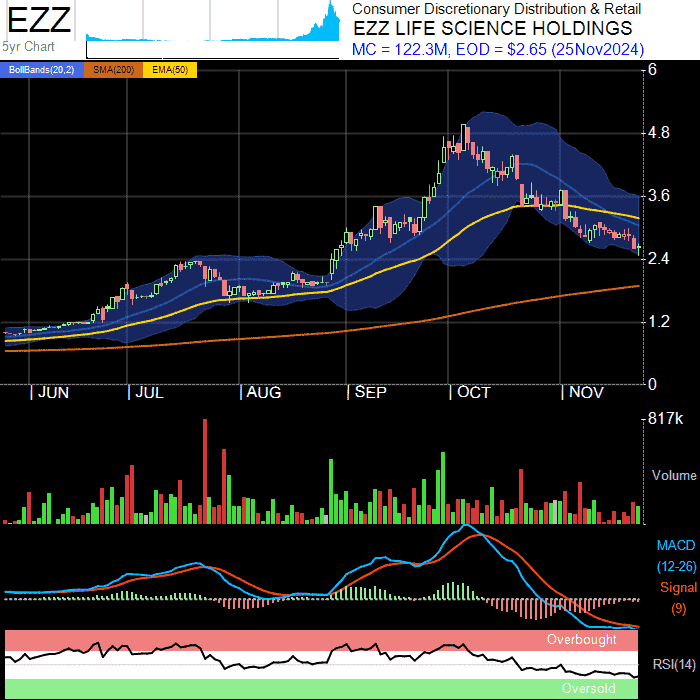 EZZ
5yr Chart
Consumer Discretionary Distribution & Retail
EZZ LIFE SCIENCE HOLDINGS
MC = 122.3M, EOD = $2.65 (25Nov2024)
BollBands(20,2) SMA(200) EMA(50)
6
4.8
3.6
2.4
1.2
0
JUN JUL AUG SEP OCT NOV
817k
Volume
MACD
(12-26)
Signal
(9)
Overbought
RSI(14)
Oversold